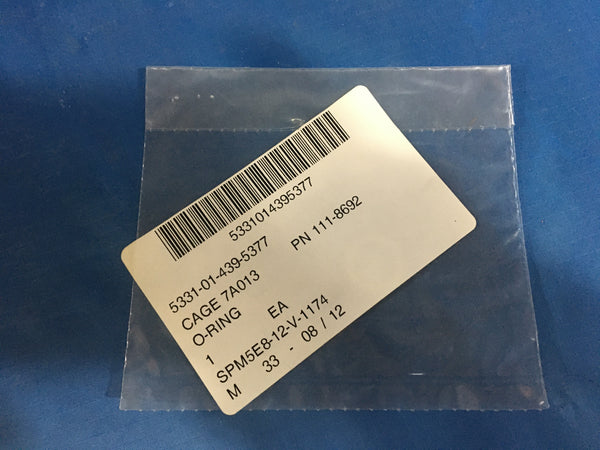 5331014395377
5331-01-439-5377
CAGE 7A013 PN 111-8692
O-RING
1 EA
SPM5E8-12-V-1174
M 33 - 08 / 12